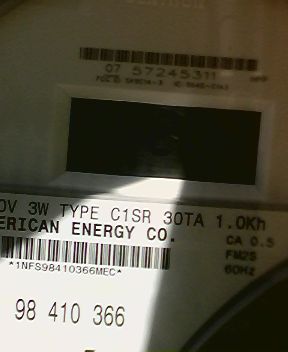 07 57245311
0V 3W TYPE C1SR 30TA 1.0Kh
ERICAN ENERGY CO.
CA 0.5
*1NFS98410366MEC*
FM2S
60Hz
98 410 366